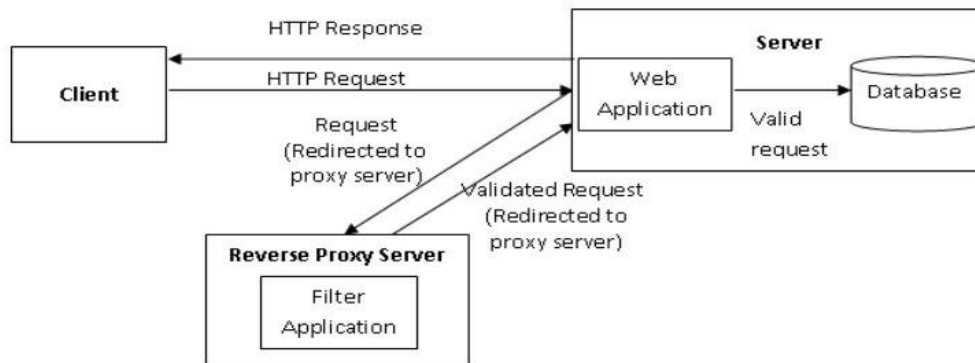 HTTP Response
Server
Client
HTTP Request
Web
Application
Database
Valid
request
Request
(Redirected to
proxy server)
Validated Request
(Redirected to
proxy server)
Reverse Proxy Server
Filter
Application